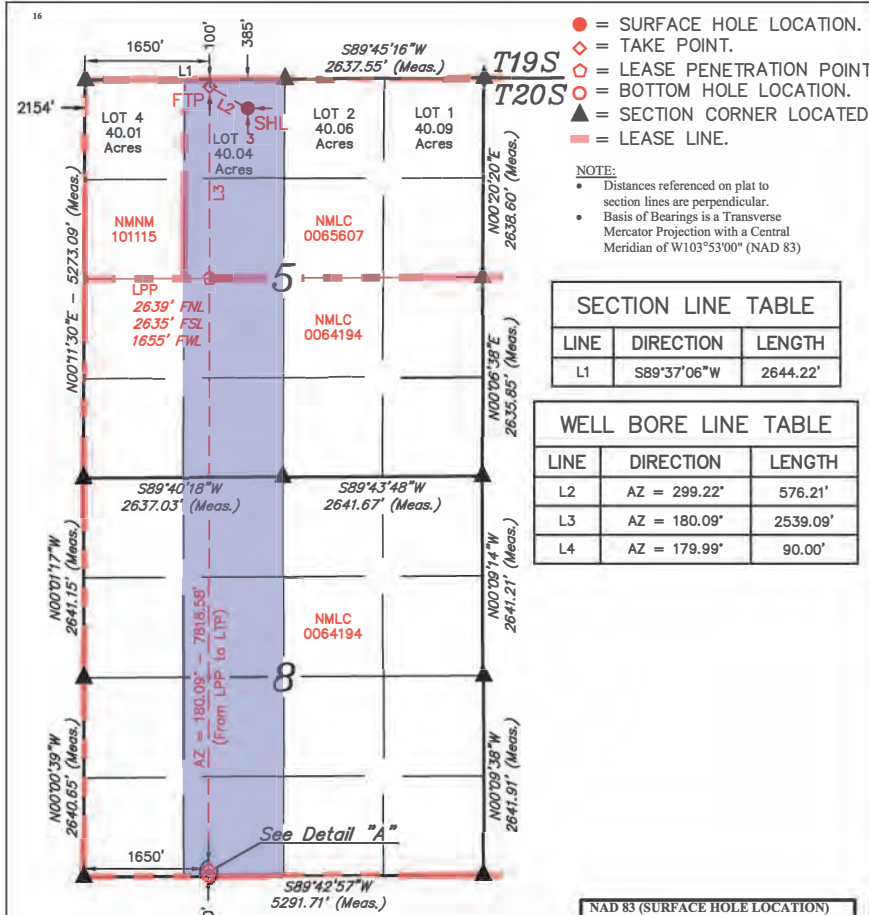 16
1650'
100'
385'
S89°45'16"W
2637.55' (Meas.)
L1
T19S
T20S
2154'
FTP
L2
SHL
LOT 4
40.01
Acres
LOT 3
40.04
Acres
LOT 2
40.06
Acres
LOT 1
40.09
Acres
L3
N00°20'20"E
2638.60' (Meas.)
NMNM
101115
NMLC
0065607
N00°11'30"E - 5273.09' (Meas.)
LPP
2639' FNL
2635' FSL
1655' FWL
5
NMLC
0064194
N00°06'38"E
2635.85' (Meas.)
S89°40'18"W
2637.03' (Meas.)
S89°43'48"W
2641.67' (Meas.)
N00°01'17"W
2641.15' (Meas.)
N00°09'14"W
2641.21' (Meas.)
NMLC
0064194
AZ = 180.09° - 7818.58'
(From LPP to LTP)
8
N00°00'39"W
2640.65' (Meas.)
N00°09'38"W
2641.91' (Meas.)
See Detail "A"
1650'
S89°42'57"W
5291.71' (Meas.)
= SURFACE HOLE LOCATION.
= TAKE POINT.
= LEASE PENETRATION POINT
= BOTTOM HOLE LOCATION.
= SECTION CORNER LOCATED
= LEASE LINE.
NOTE:
• Distances referenced on plat to
section lines are perpendicular.
• Basis of Bearings is a Transverse
Mercator Projection with a Central
Meridian of W103°53'00" (NAD 83)
SECTION LINE TABLE
LINE DIRECTION LENGTH
L1 S89°37'06"W 2644.22'
WELL BORE LINE TABLE
LINE DIRECTION LENGTH
L2 AZ = 299.22° 576.21'
L3 AZ = 180.09° 2539.09'
L4 AZ = 179.99° 90.00'
NAD 83 (SURFACE HOLE LOCATION)